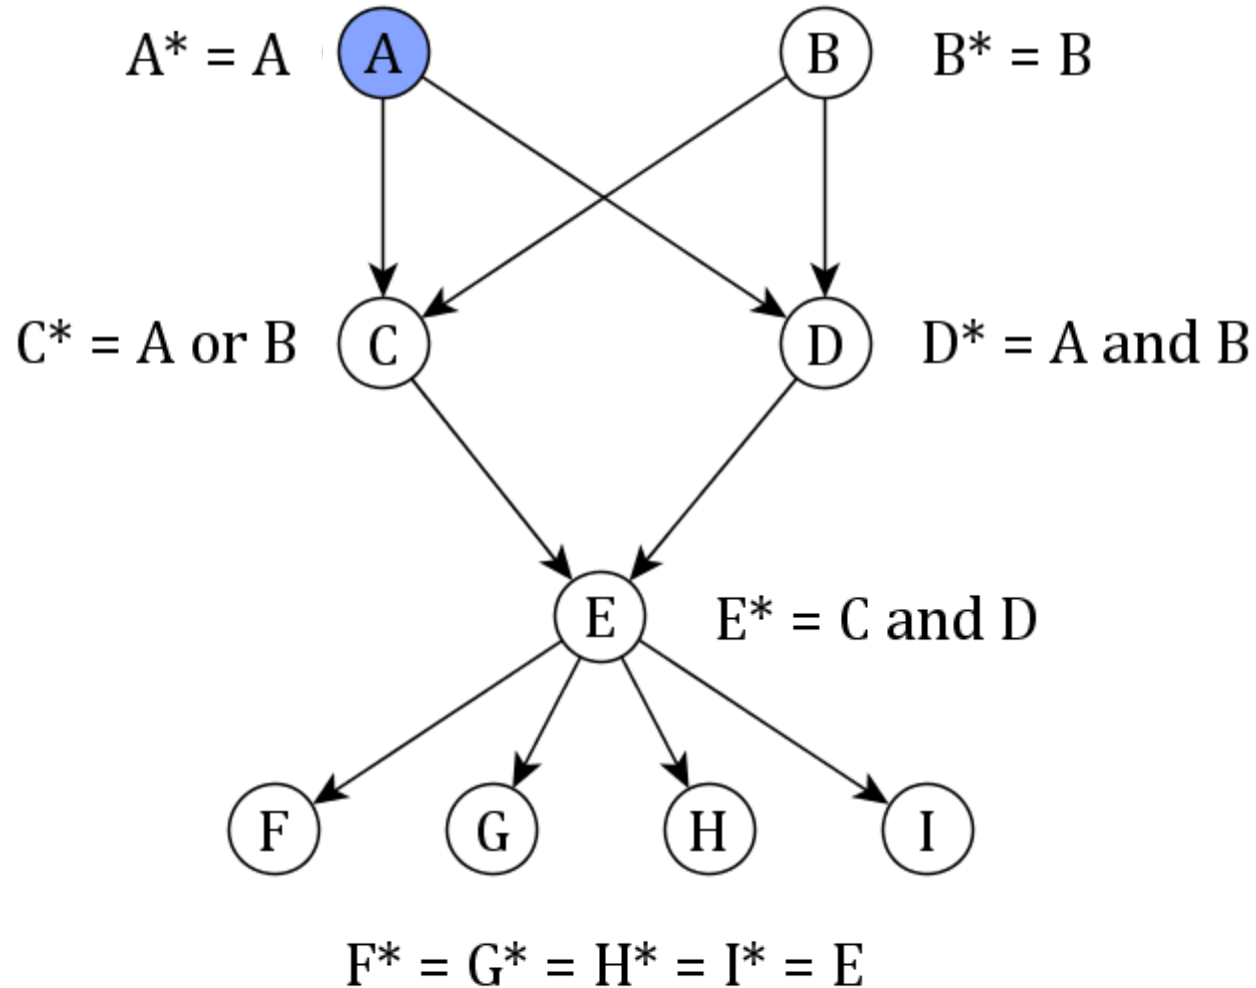 A* = A A B B* = B
C* = A or B C D D* = A and B
E E* = C and D
F G H I
F* = G* = H* = I* = E